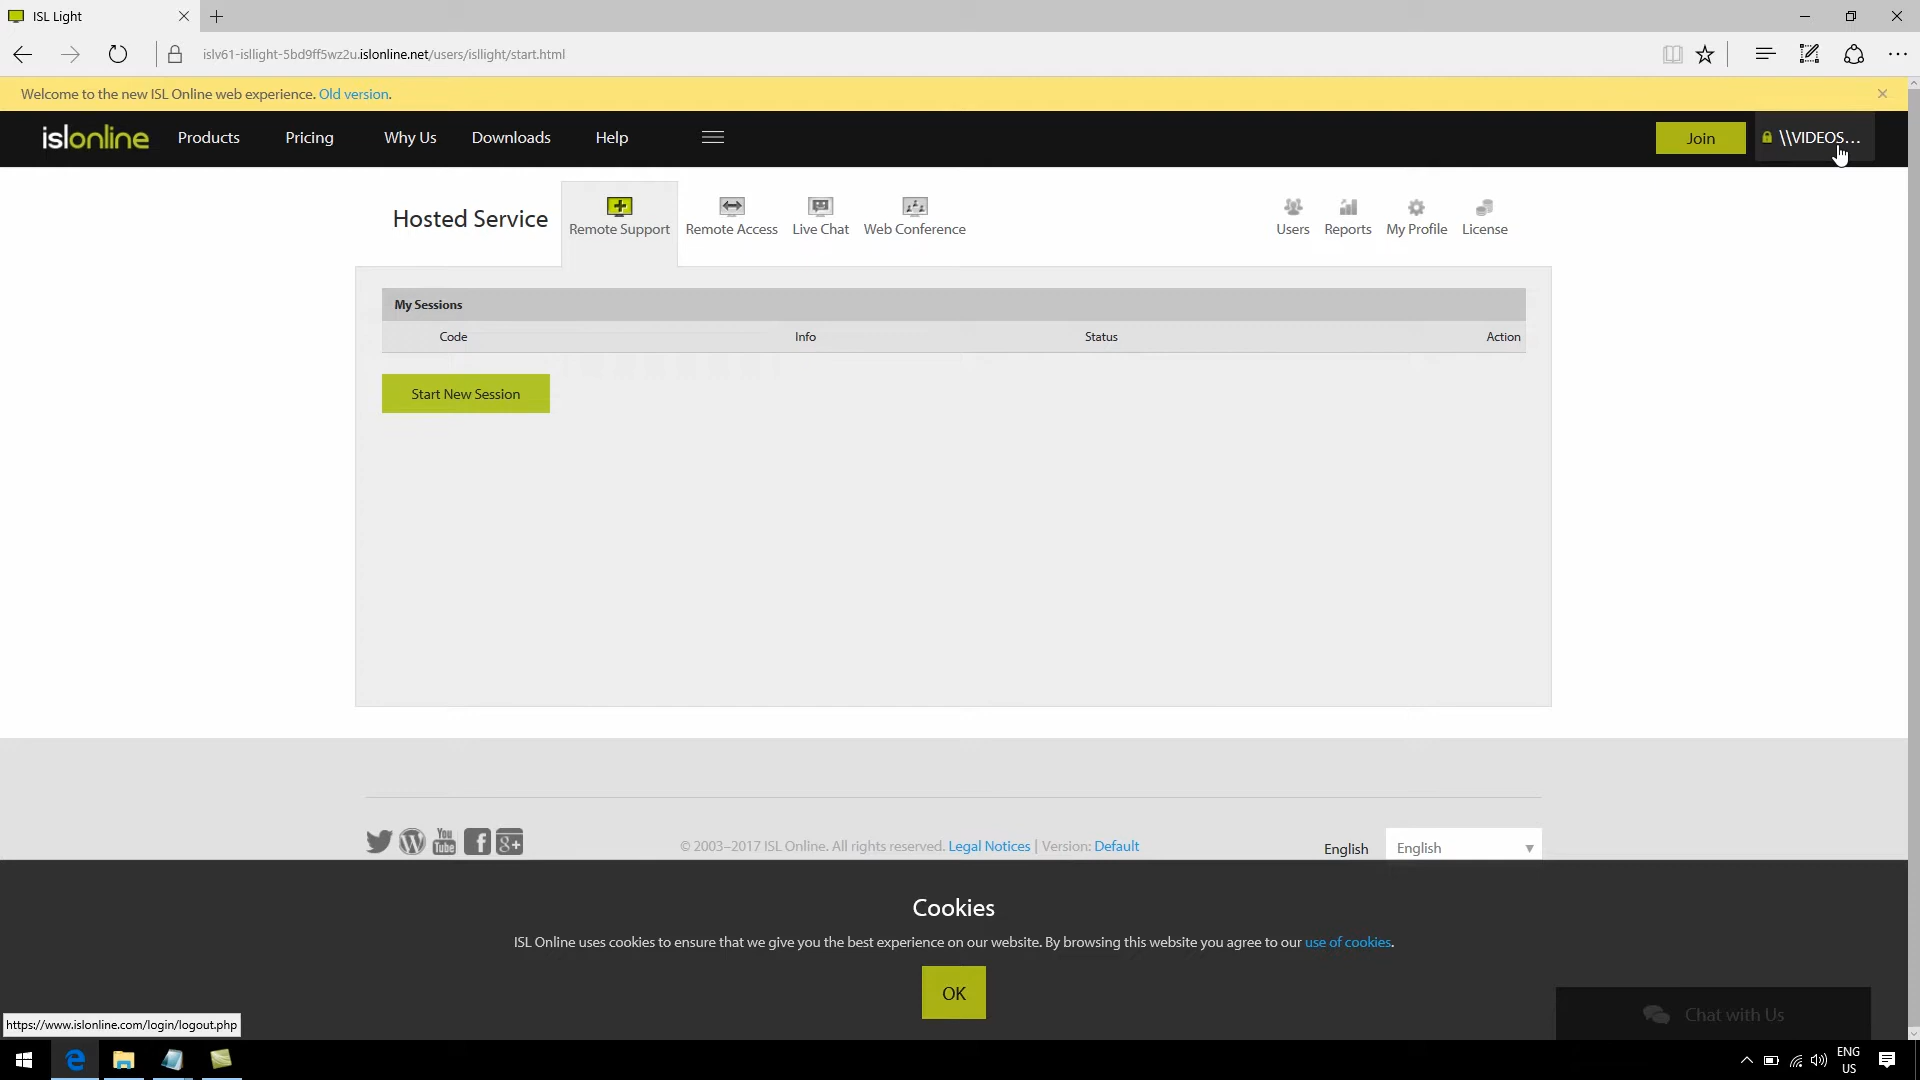 ISL Light
islv61-isllight-5bd9ff5wz2u.islonline.net/users/isllight/start.html
Welcome to the new ISL Online web experience. Old version.
islonline
Products
Pricing
Why Us
Downloads
Help
Join
\\VIDEOS...
Hosted Service
Remote Support
Remote Access
Live Chat
Web Conference
Users
Reports
My Profile
License
My Sessions
Code
Info
Status
Action
Start New Session
You Tube
© 2003–2017 ISL Online. All rights reserved. Legal Notices | Version: Default
English
English
Cookies
ISL Online uses cookies to ensure that we give you the best experience on our website. By browsing this website you agree to our use of cookies.
OK
Chat with Us
https://www.islonline.com/login/logout.php
ENG
US